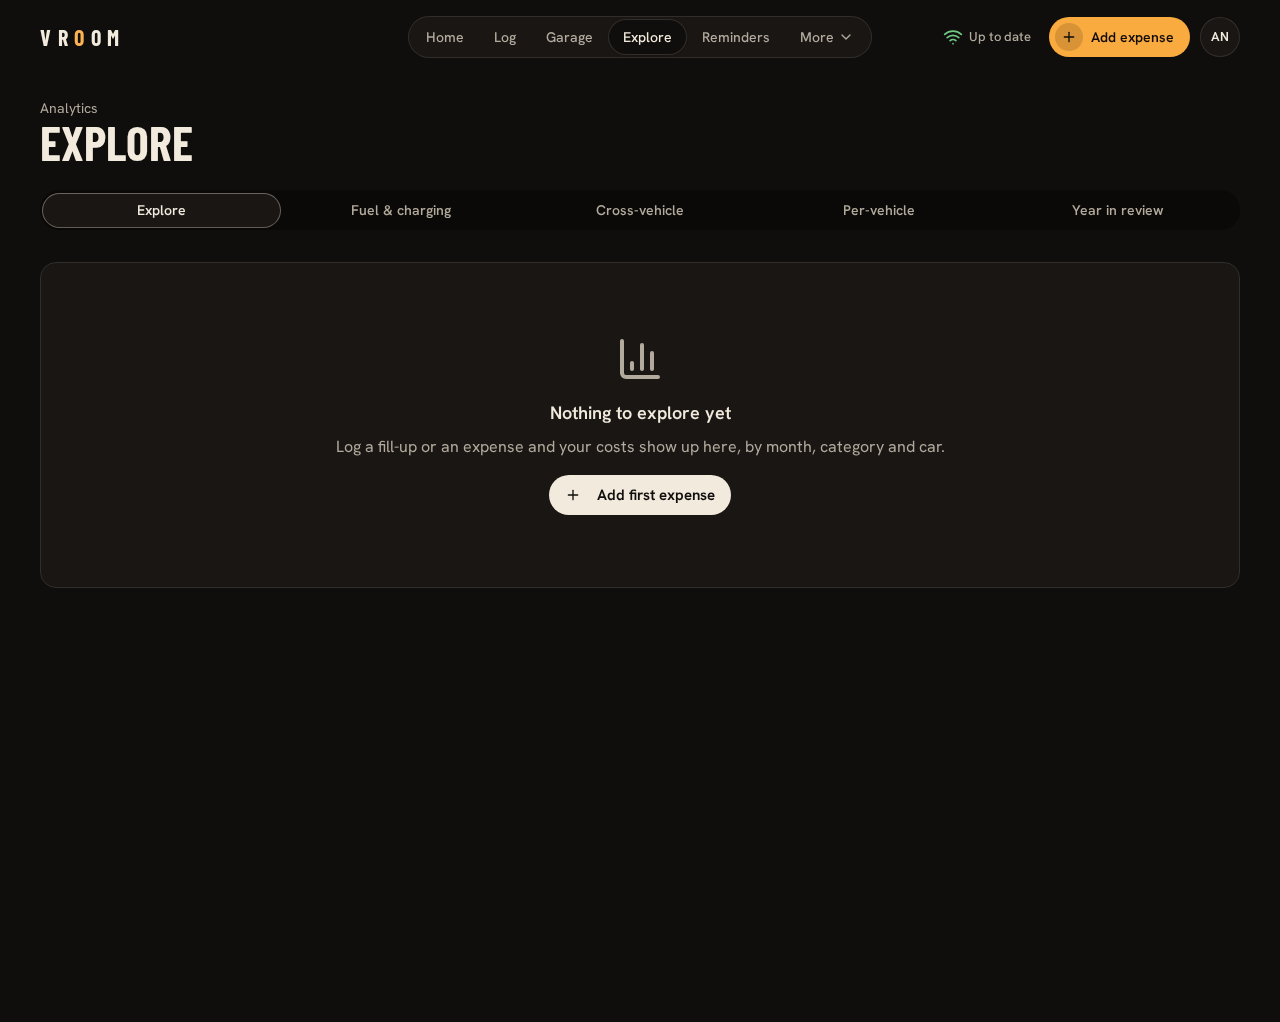 VROOM
Home Log Garage Explore Reminders More
Up to date
Add expense
AN
Analytics
EXPLORE
Explore Fuel & charging Cross-vehicle Per-vehicle Year in review
Nothing to explore yet
Log a fill-up or an expense and your costs show up here, by month, category and car.
Add first expense